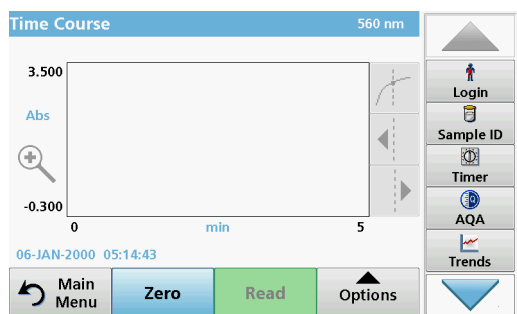 Time Course 560 nm
3.500
Abs
-0.300
0 min 5
06-JAN-2000 05:14:43
Main
Menu
Zero
Read
Options
Login
Sample ID
Timer
AQA
Trends